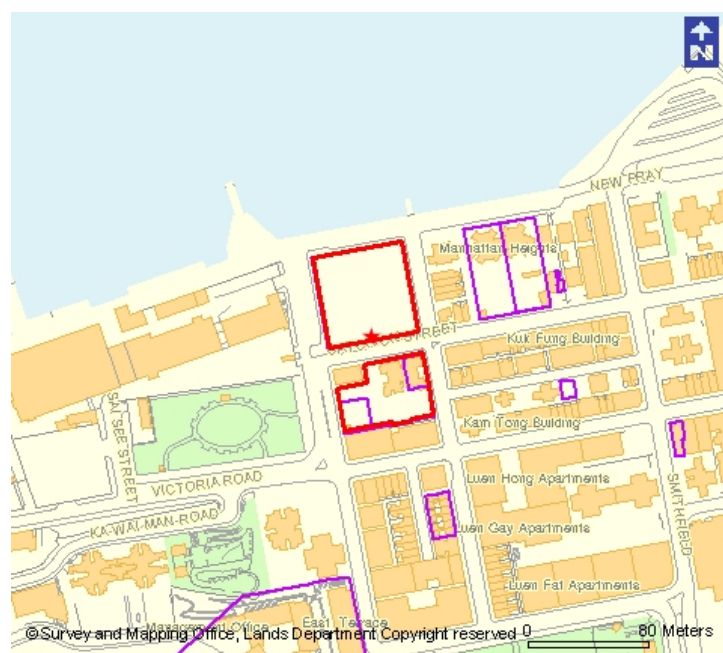 N
NEW PRAY
Manhattan Heights
STREET
Kuk Fung Building
SAI SEE STREET
Kam Tong Building
VICTORIA ROAD
Luen Hong Apartments
KA-WAI-MAN-ROAD
SMITHFIELD
Luen Gay Apartments
Luen Fat Apartments
Management Office
East Terrace
©Survey and Mapping Office, Lands Department Copyright reserved 0 80 Meters